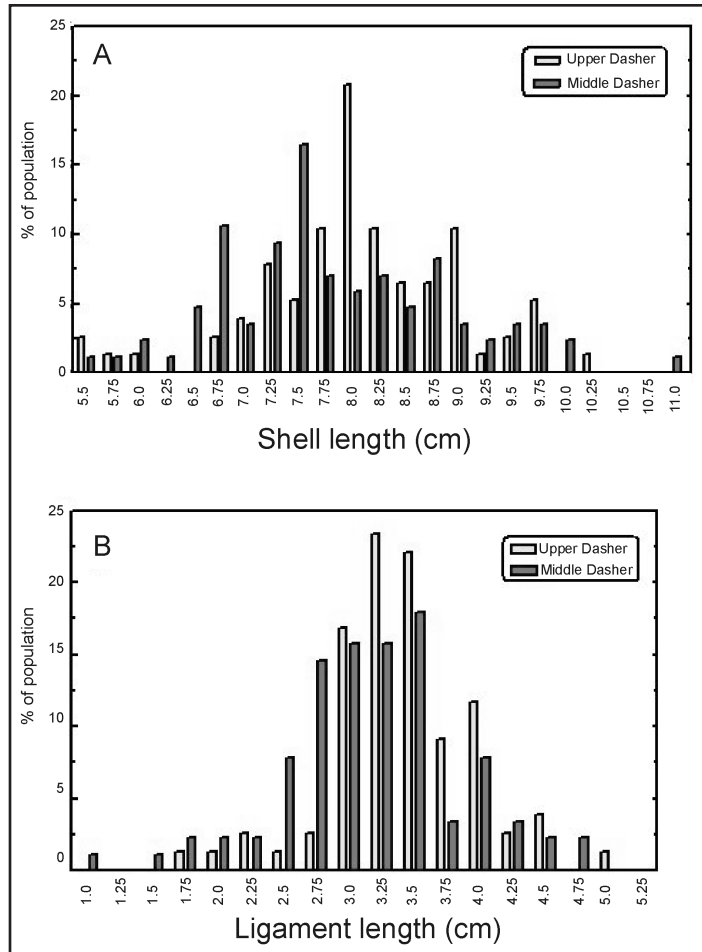 A
Upper Dasher
Middle Dasher
% of population
25
20
15
10
5
0
5.5 5.75 6.0 6.25 6.5 6.75 7.0 7.25 7.5 7.75 8.0 8.25 8.5 8.75 9.0 9.25 9.5 9.75 10.0 10.25 10.5 10.75 11.0
Shell length (cm)
B
Upper Dasher
Middle Dasher
% of population
25
20
15
10
5
0
1.0 1.25 1.5 1.75 2.0 2.25 2.5 2.75 3.0 3.25 3.5 3.75 4.0 4.25 4.5 4.75 5.0 5.25
Ligament length (cm)